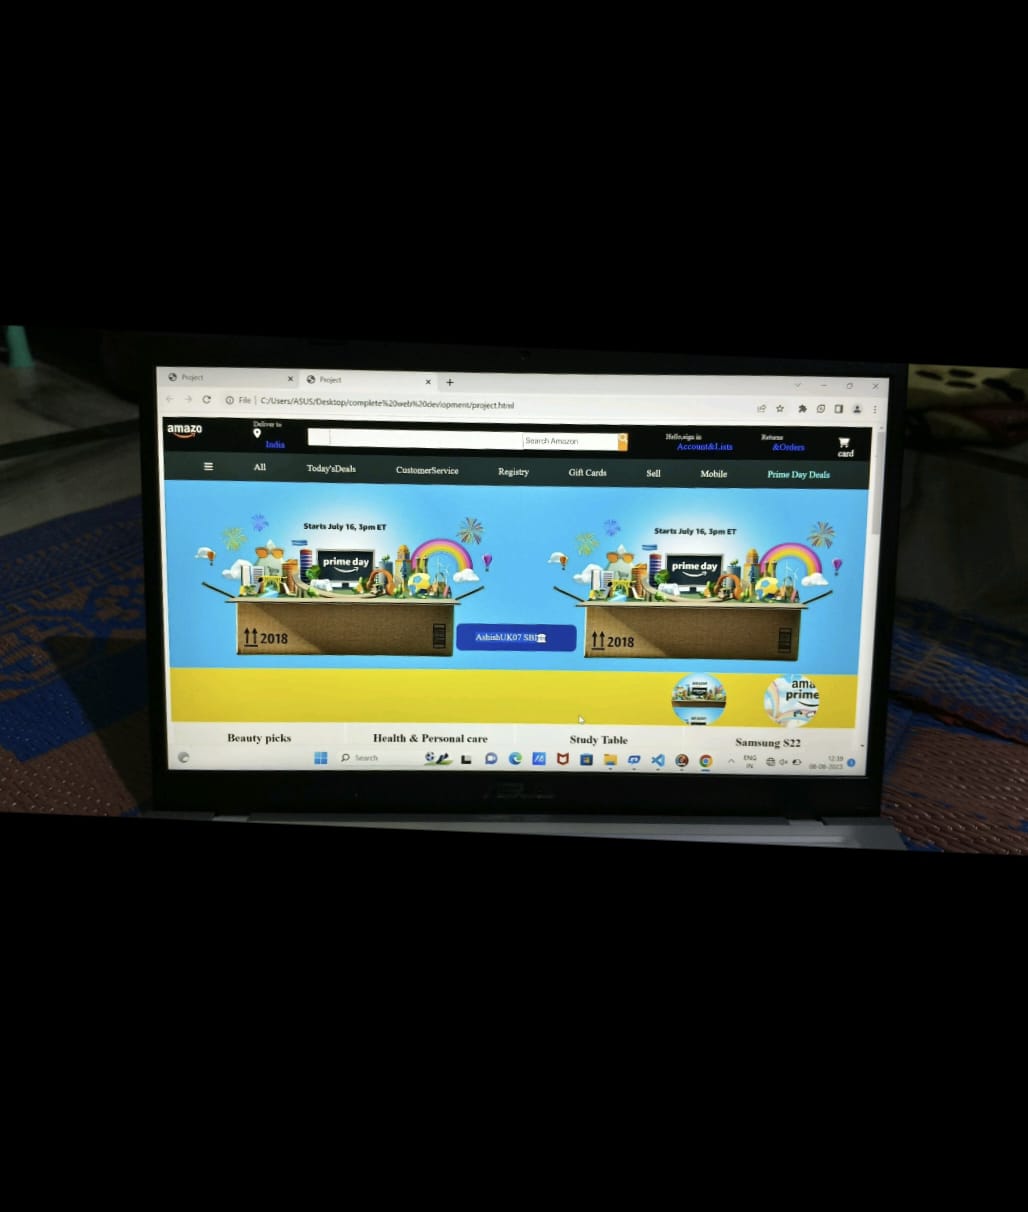 Project
Project
File | C:/Users/ASUS/Desktop/complete%20web%20dev/opment/project.html
amazo
Deliver to
India
Search Amazon
Hello,sign in
Account&Lists
Returns
&Orders
card
All
Today'sDeals
CustomerService
Registry
Gift Cards
Sell
Mobile
Prime Day Deals
Starts July 16, 3pm ET
prime day
2018
Starts July 16, 3pm ET
prime day
2018
AshishUK07 SBI
ama
prime
Beauty picks
Health & Personal care
Study Table
Samsung S22
Search
ENG
IN
12:39
08-08-2023